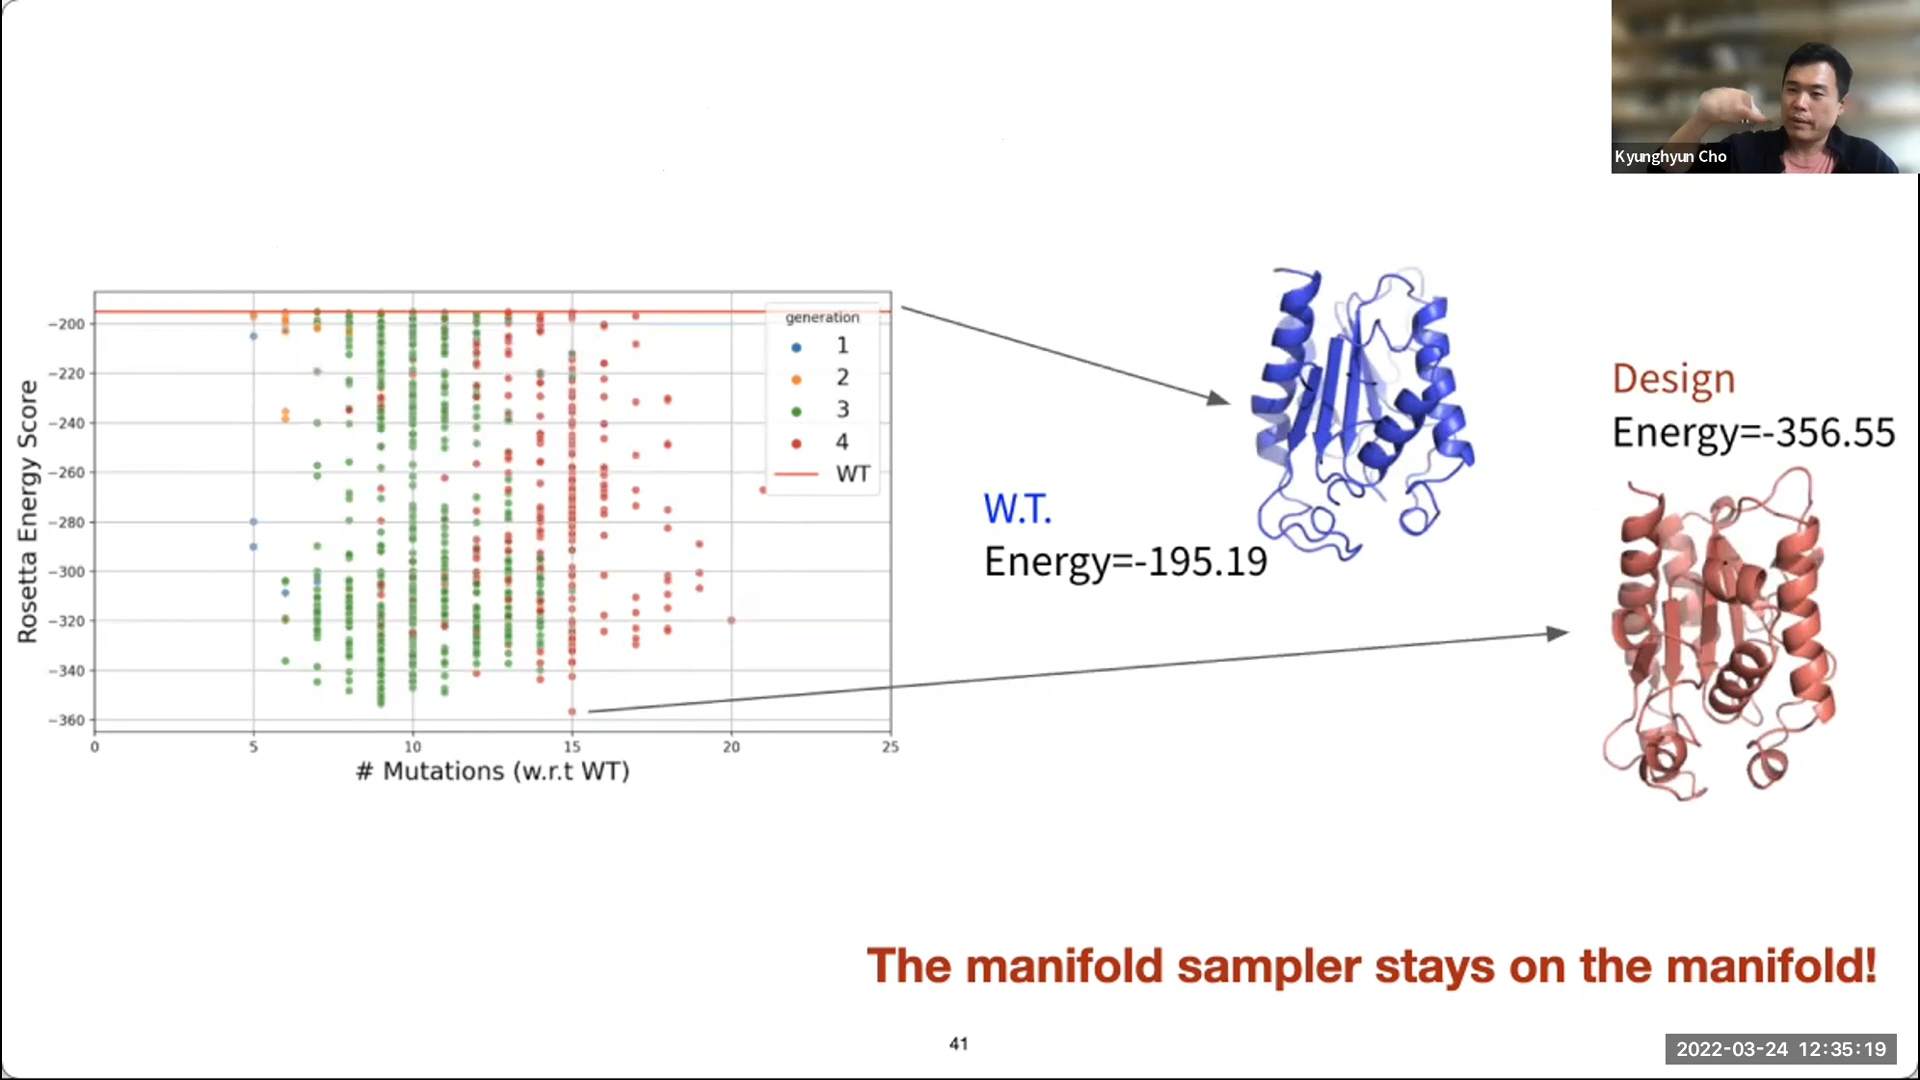 Kyunghyun Cho
Rosetta Energy Score
−200
−220
−240
−260
−280
−300
−320
−340
−360
0
5
10
15
20
25
# Mutations (w.r.t WT)
generation
1
2
3
4
WT
W.T.
Energy=-195.19
Design
Energy=-356.55
The manifold sampler stays on the manifold!
41
2022-03-24 12:35:19